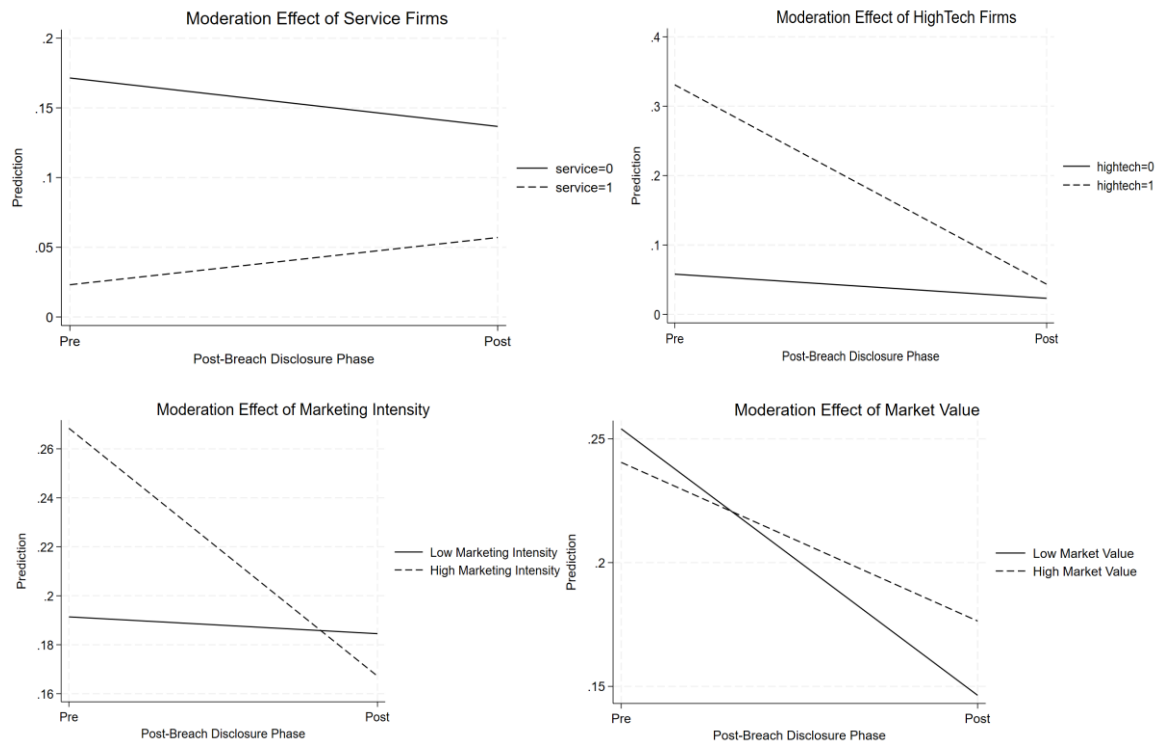 Moderation Effect of Service Firms
.2
.15
.1
.05
0
Prediction
Pre
Post
Post-Breach Disclosure Phase
service=0
service=1
Moderation Effect of HighTech Firms
.4
.3
.2
.1
0
Prediction
Pre
Post
Post-Breach Disclosure Phase
hightech=0
hightech=1
Moderation Effect of Marketing Intensity
.26
.24
.22
.2
.18
.16
Prediction
Pre
Post
Post-Breach Disclosure Phase
Low Marketing Intensity
High Marketing Intensity
Moderation Effect of Market Value
.25
.2
.15
Prediction
Pre
Post
Post-Breach Disclosure Phase
Low Market Value
High Market Value